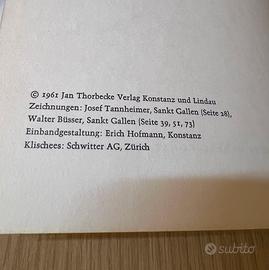 © 1961 Jan Thorbecke Verlag Konstanz und Lindau
Zeichnungen: Josef Tannheimer, Sankt Gallen (Seite 28),
Walter Büsser, Sankt Gallen (Seite 39, 51, 73)
Einbandgestaltung: Erich Hofmann, Konstanz
Klischees: Schwitter AG, Zürich
subito